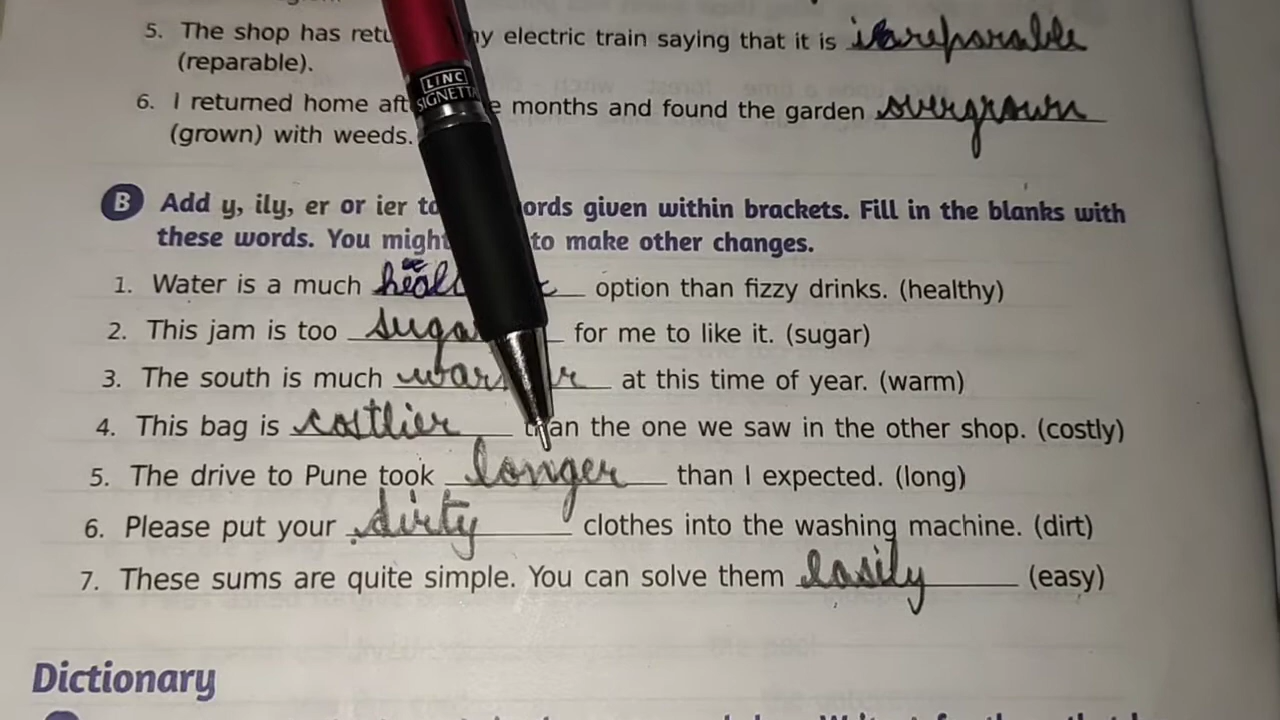 5. The shop has retu y electric train saying that it is irreparable
(reparable).
LINC
SIGNETTA
6. I returned home aft e months and found the garden overgrown
(grown) with weeds.
B Add y, ily, er or ier to ords given within brackets. Fill in the blanks with
these words. You might to make other changes.
1. Water is a much heal option than fizzy drinks. (healthy)
2. This jam is too suga for me to like it. (sugar)
3. The south is much war r at this time of year. (warm)
4. This bag is costlier than the one we saw in the other shop. (costly)
5. The drive to Pune took longer than I expected. (long)
6. Please put your dirty clothes into the washing machine. (dirt)
7. These sums are quite simple. You can solve them easily (easy)
Dictionary